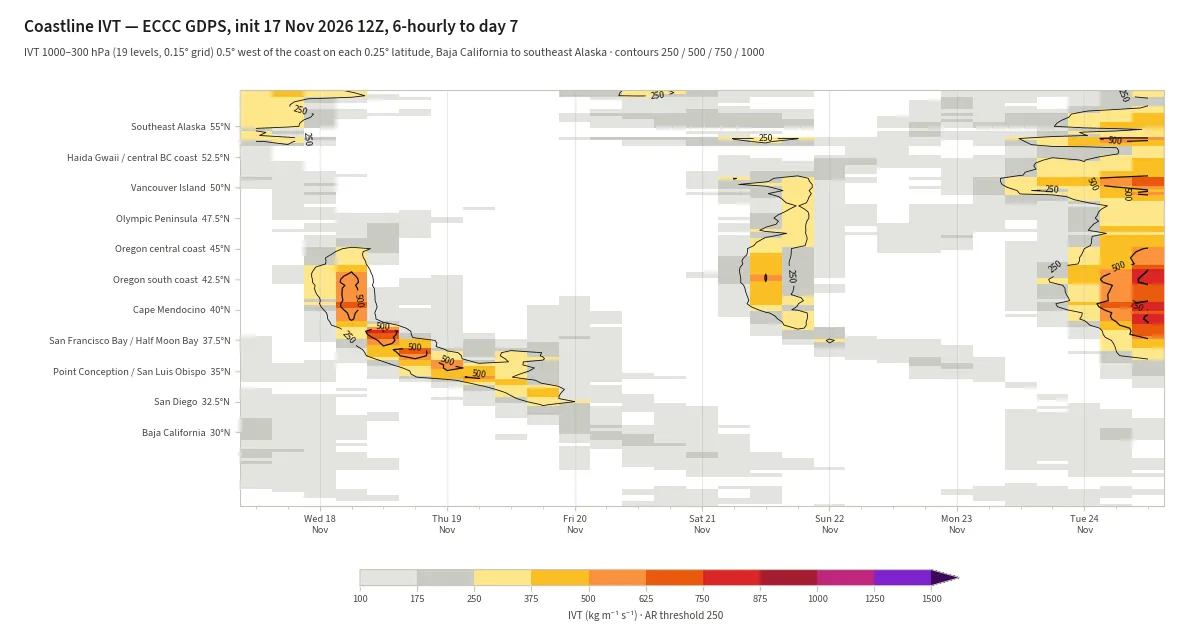 Coastline IVT — ECCC GDPS, init 17 Nov 2026 12Z, 6-hourly to day 7
IVT 1000–300 hPa (19 levels, 0.15° grid) 0.5° west of the coast on each 0.25° latitude, Baja California to southeast Alaska · contours 250 / 500 / 750 / 1000
250
250
250
250
250
Southeast Alaska 55°N
500
Haida Gwaii / central BC coast 52.5°N
Vancouver Island 50°N
250
500
500
Olympic Peninsula 47.5°N
Oregon central coast 45°N
Oregon south coast 42.5°N
250
250
500
500
Cape Mendocino 40°N
750
San Francisco Bay / Half Moon Bay 37.5°N
250
500
500
500
500
Point Conception / San Luis Obispo 35°N
San Diego 32.5°N
Baja California 30°N
Wed 18
Nov
Thu 19
Nov
Fri 20
Nov
Sat 21
Nov
Sun 22
Nov
Mon 23
Nov
Tue 24
Nov
100 175 250 375 500 625 750 875 1000 1250 1500
IVT (kg m⁻¹ s⁻¹) · AR threshold 250